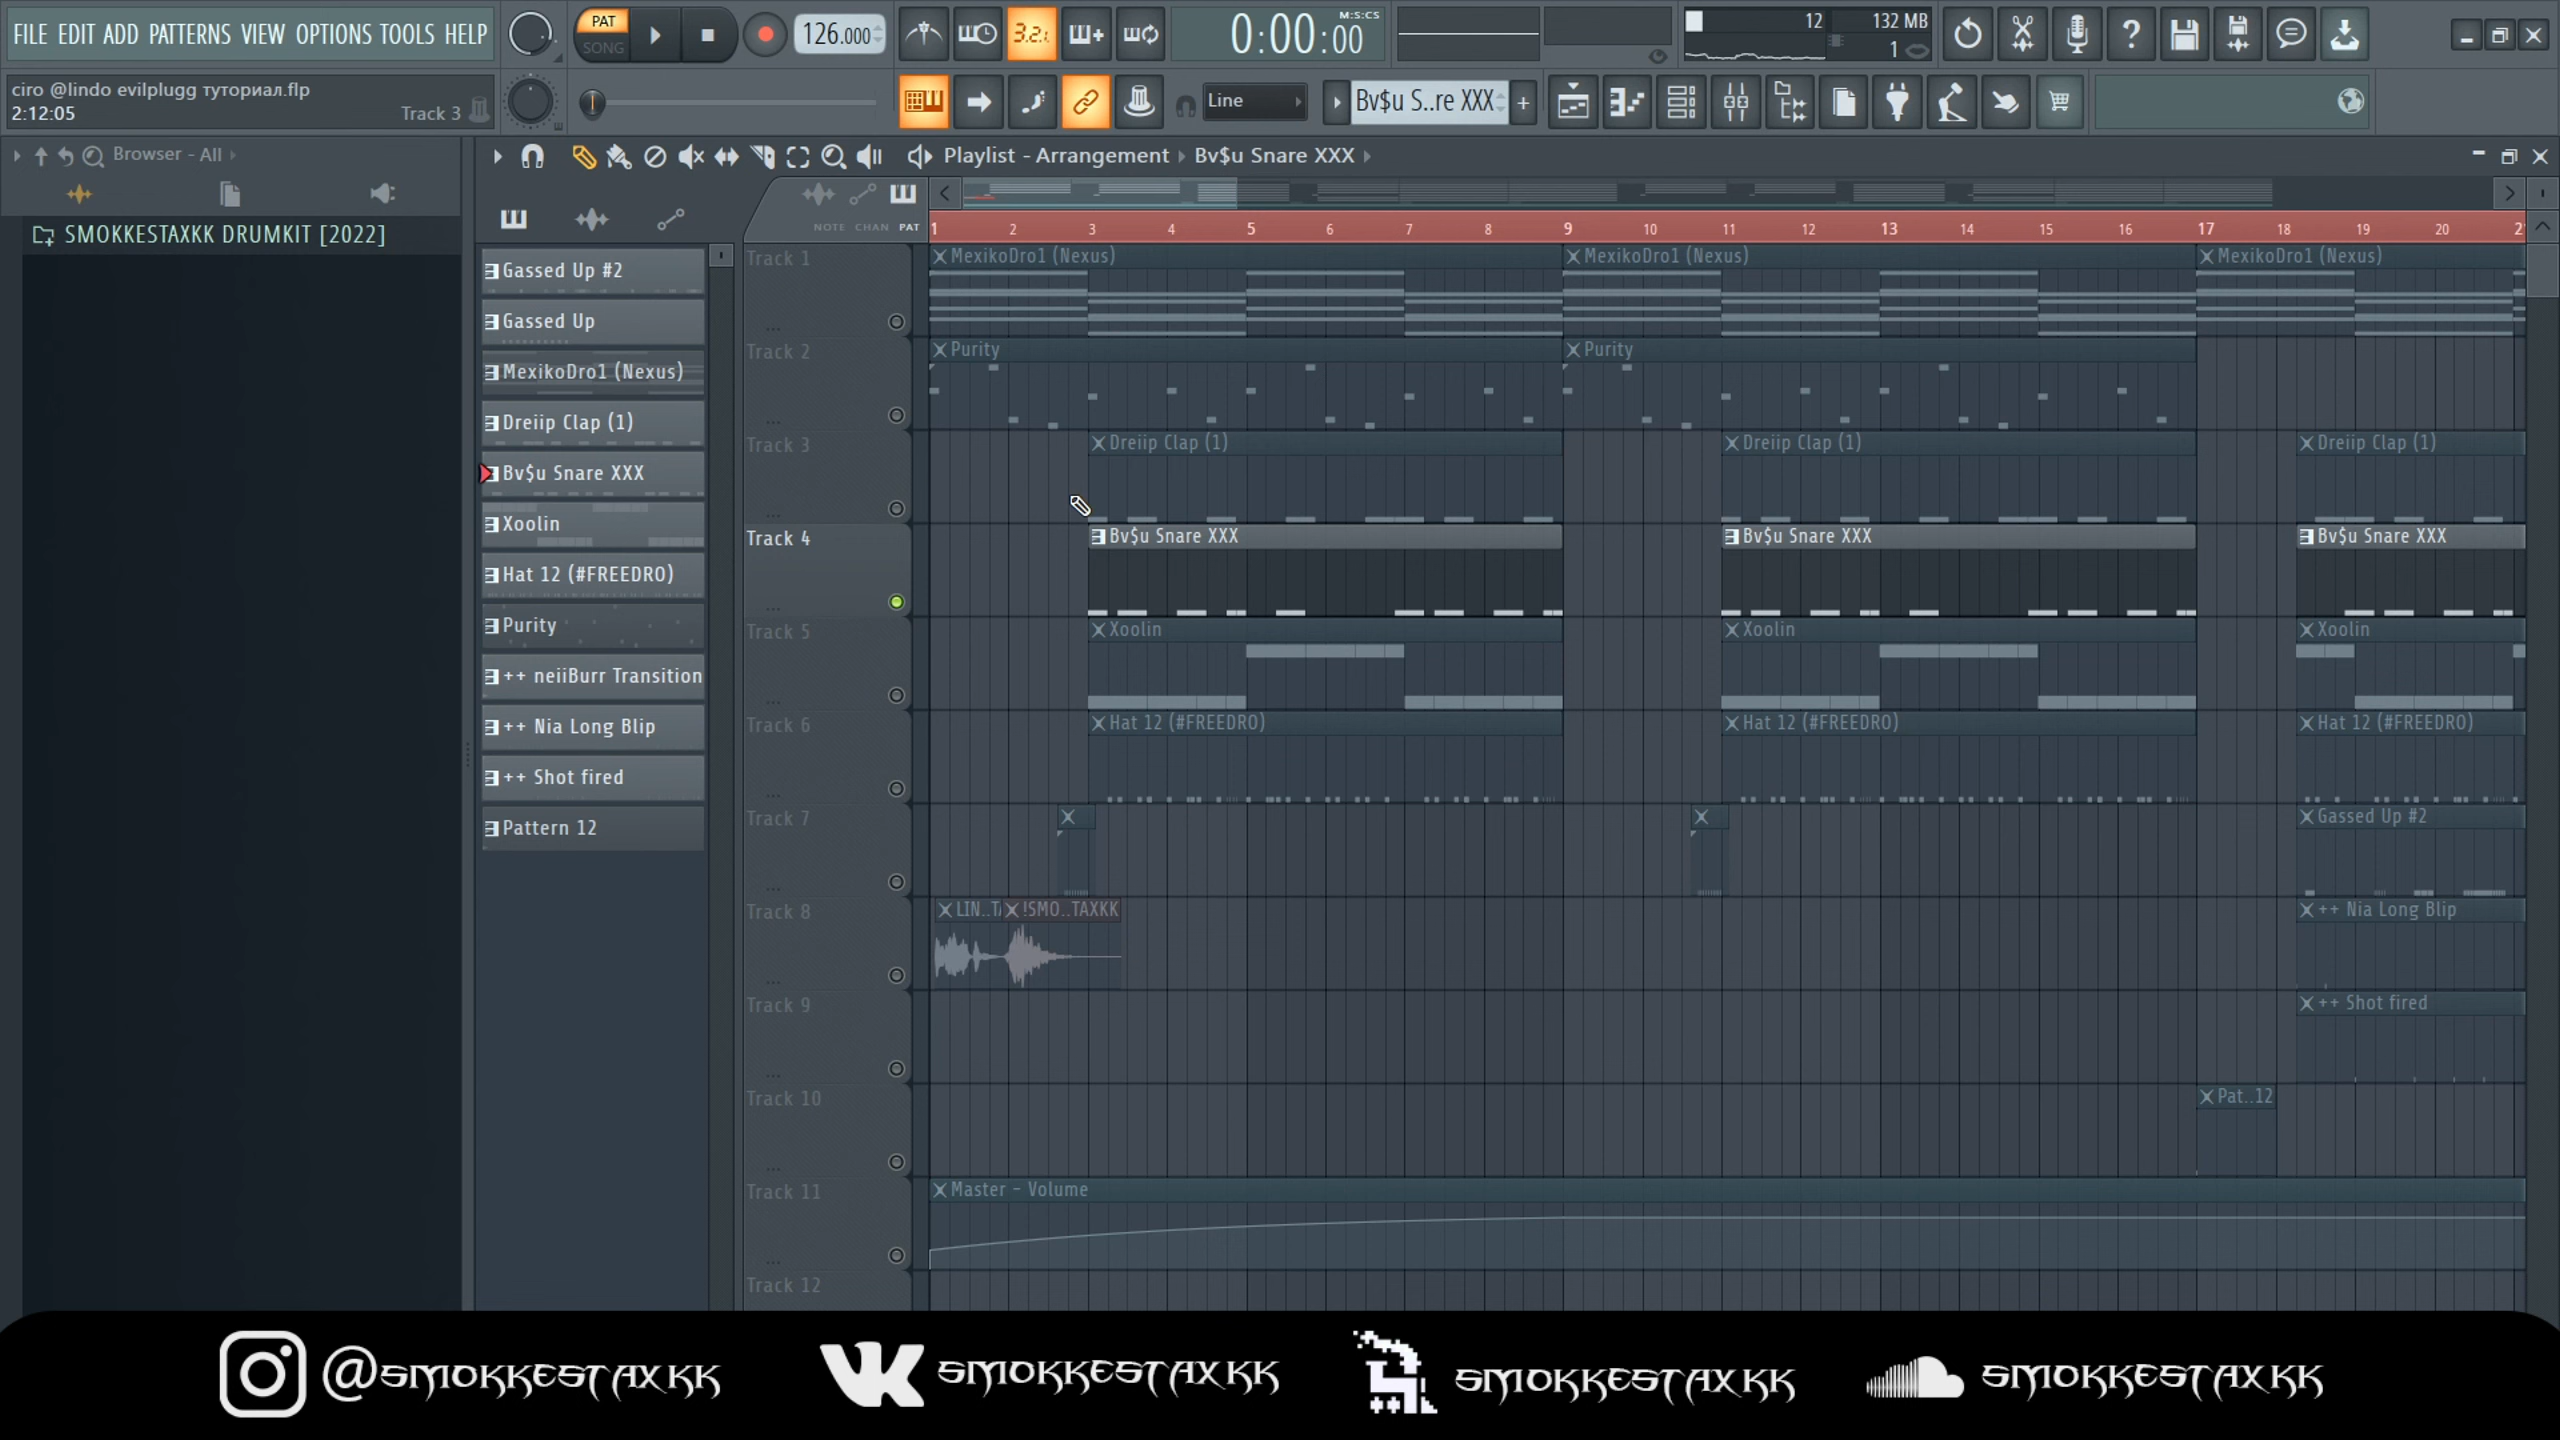 FILE EDIT ADD PATTERNS VIEW OPTIONS TOOLS HELP
PAT
SONG
126.000
3.2.
0:00:00
M:S:CS
12
132 MB
1
ciro @lindo evilplugg туториал.flp
2:12:05
Track 3
Line
Bv$u S..re XXX
Browser - All
SMOKKESTAXKK DRUMKIT [2022]
Playlist - Arrangement
Bv$u Snare XXX
NOTE CHAN PAT
1 2 3 4 5 6 7 8 9 10 11 12 13 14 15 16 17 18 19 20
Gassed Up #2
Gassed Up
MexikoDro1 (Nexus)
Dreiip Clap (1)
Bv$u Snare XXX
Xoolin
Hat 12 (#FREEDRO)
Purity
++ neiiBurr Transition
++ Nia Long Blip
++ Shot fired
Pattern 12
Track 1
MexikoDro1 (Nexus)
MexikoDro1 (Nexus)
MexikoDro1 (Nexus)
Track 2
Purity
Purity
Track 3
Dreiip Clap (1)
Dreiip Clap (1)
Dreiip Clap (1)
Track 4
Bv$u Snare XXX
Bv$u Snare XXX
Bv$u Snare XXX
Track 5
Xoolin
Xoolin
Xoolin
Track 6
Hat 12 (#FREEDRO)
Hat 12 (#FREEDRO)
Hat 12 (#FREEDRO)
Track 7
Gassed Up #2
Track 8
!SMO..TAXKK
++ Nia Long Blip
Track 9
++ Shot fired
Track 10
Pat..12
Track 11
Master - Volume
Track 12
@SMOKKESTAXKK
SMOKKESTAXKK
SMOKKESTAXKK
SMOKKESTAXKK